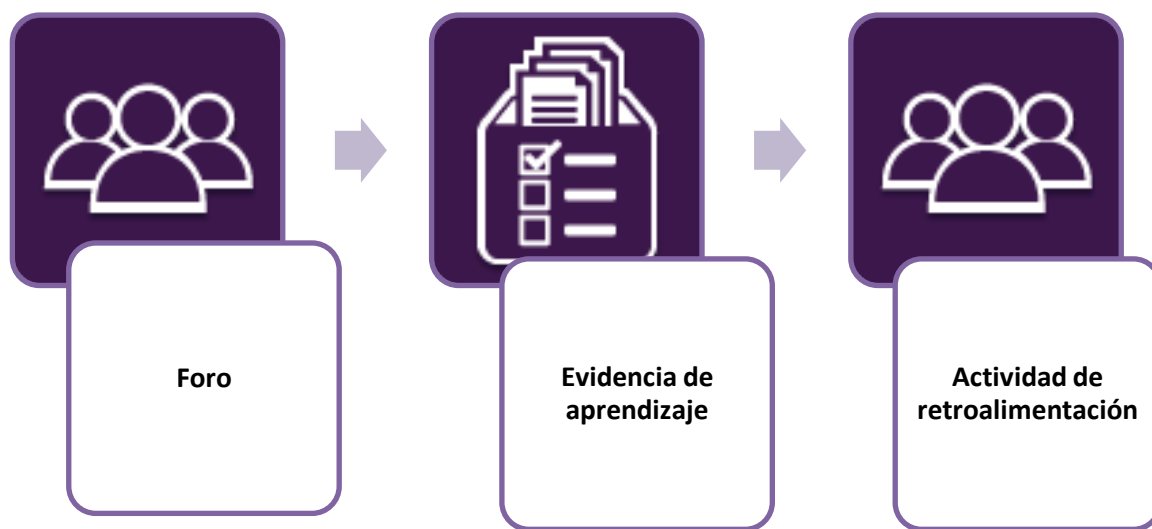 Foro
Evidencia de
aprendizaje
Actividad de
retroalimentación